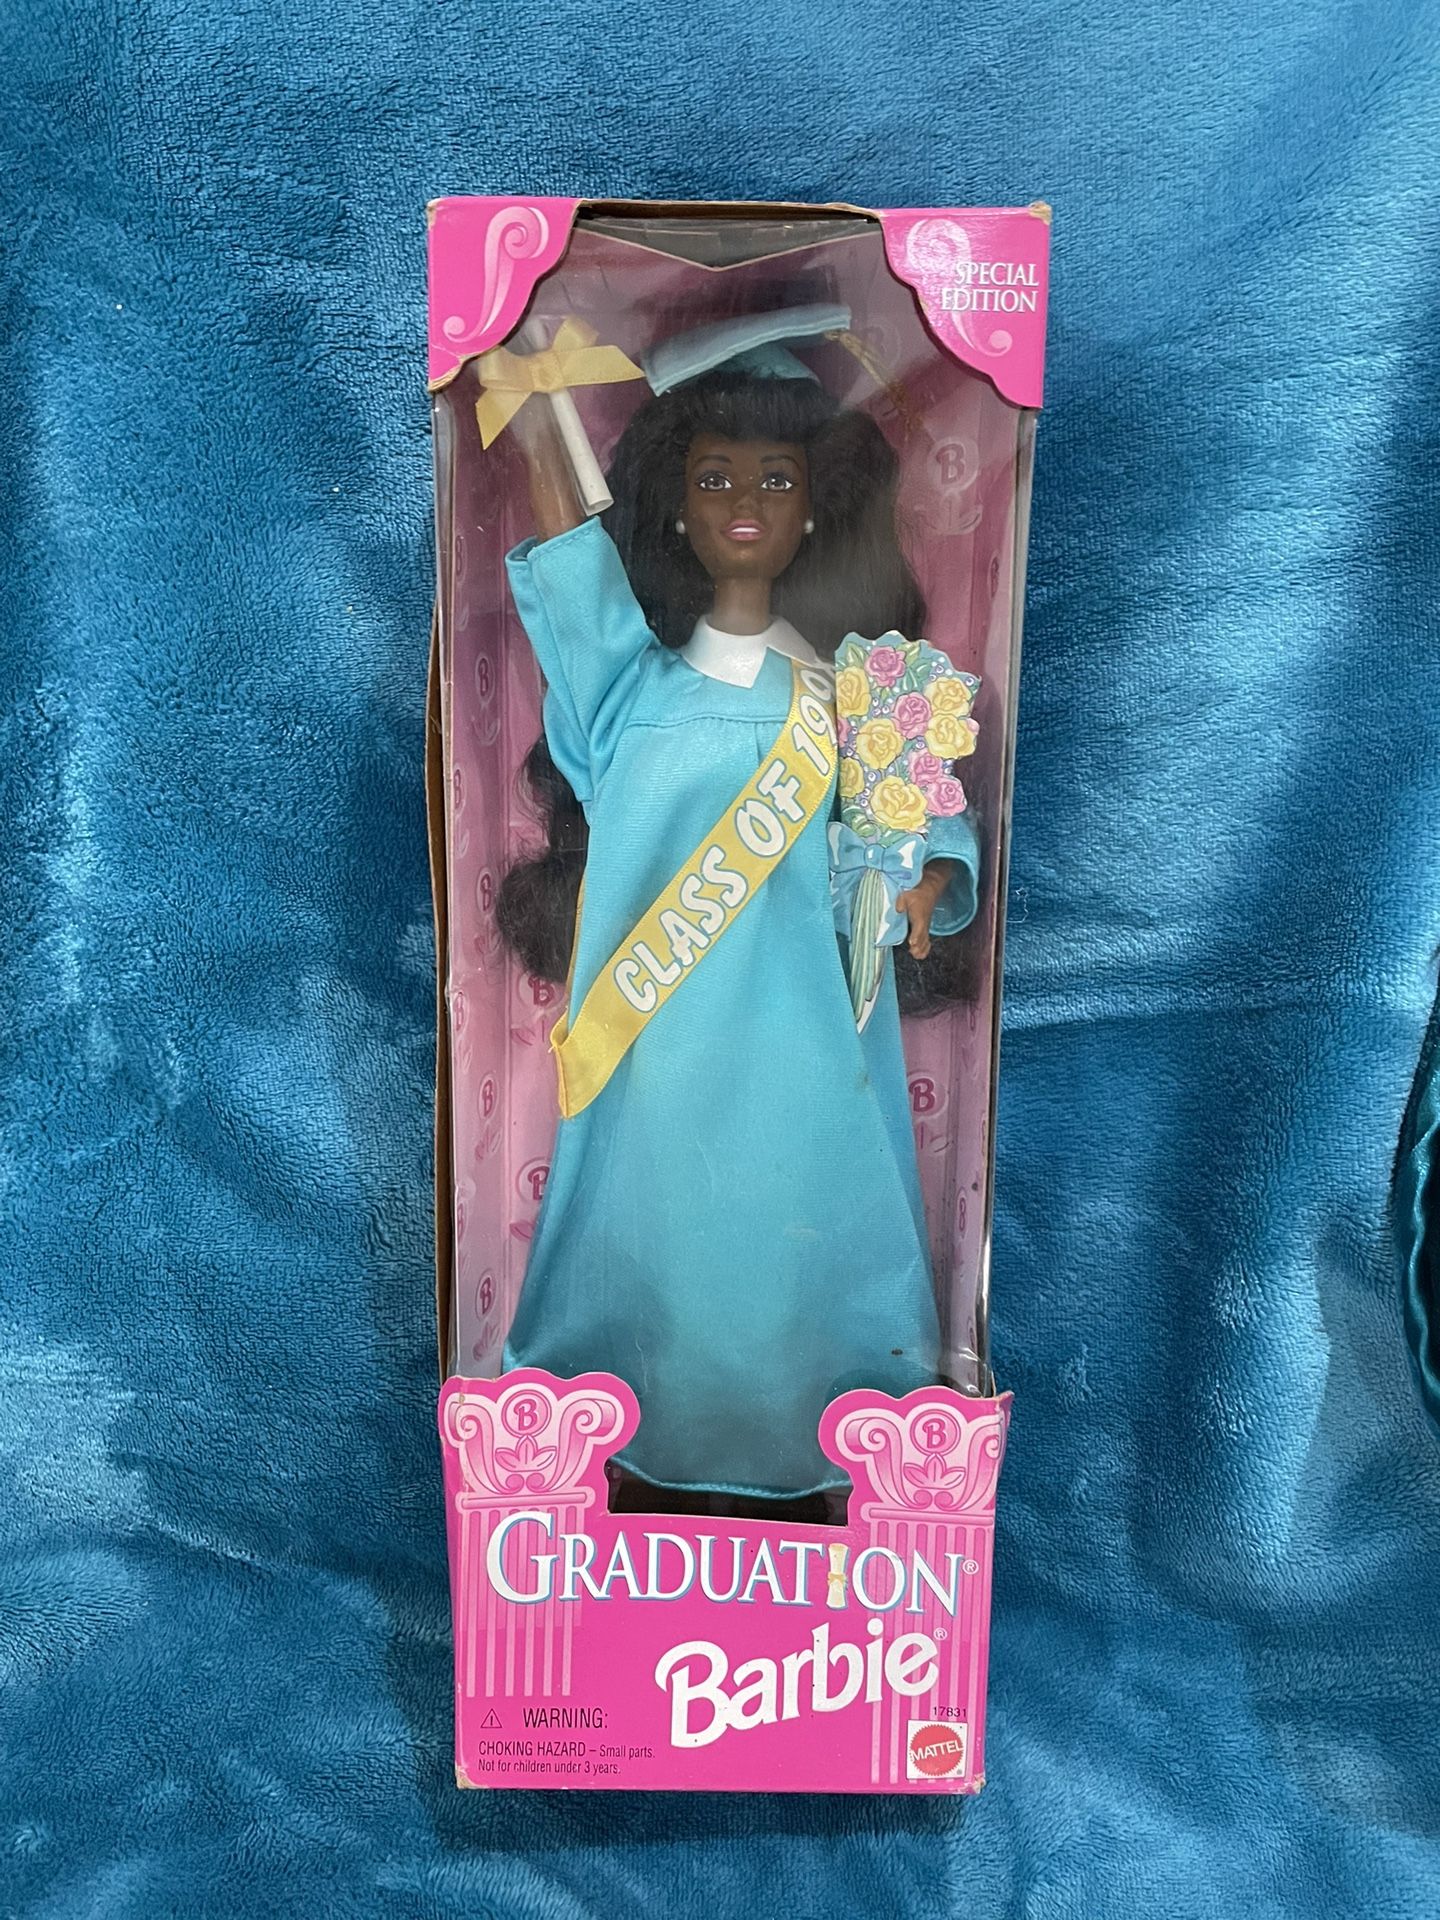 SPECIAL
EDITION
CLASS OF 199
GRADUATION®
Barbie®
17831
WARNING:
CHOKING HAZARD – Small parts.
Not for children under 3 years.
MATTEL
B
B
B
B
B
B
B
B
B
B
B
B